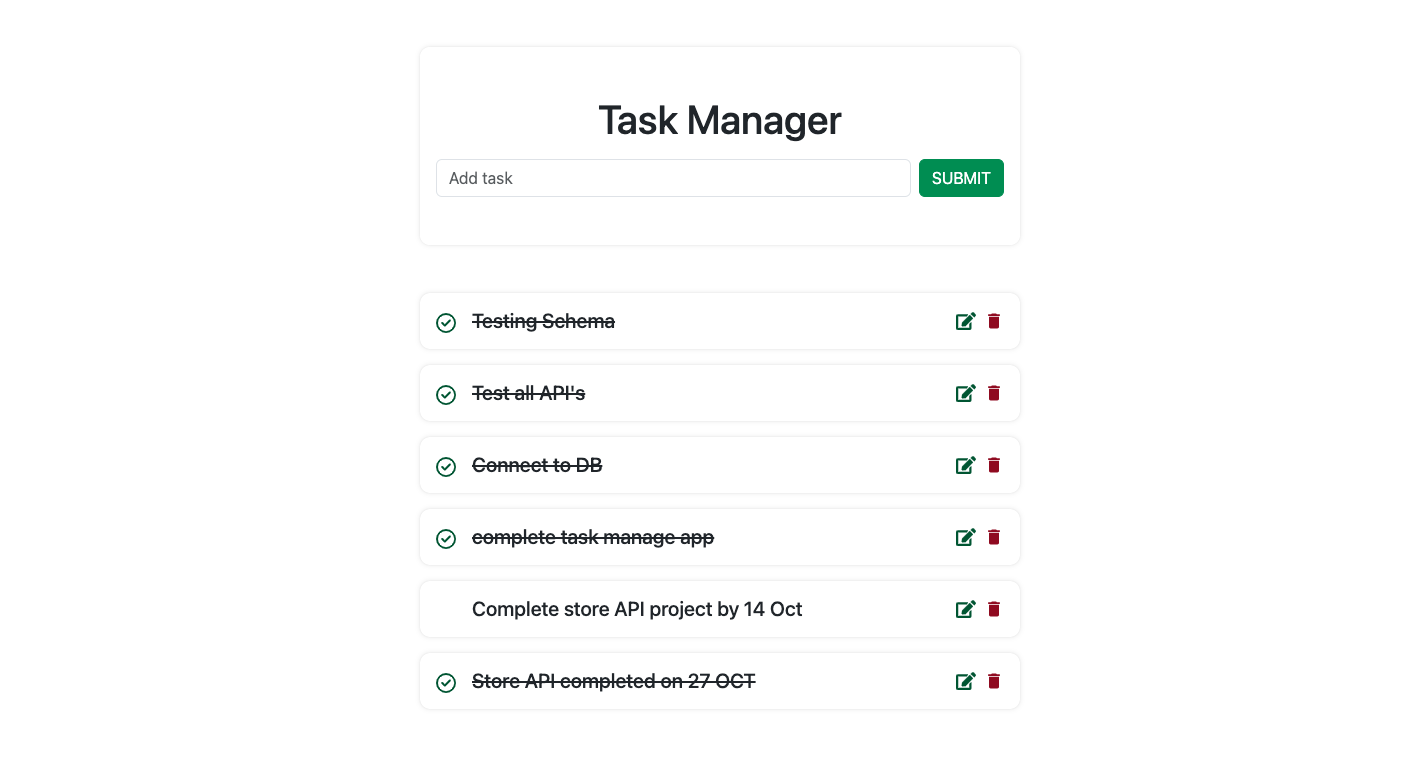 Task Manager
Add task
SUBMIT
Testing Schema
Test all API's
Connect to DB
complete task manage app
Complete store API project by 14 Oct
Store API completed on 27 OCT